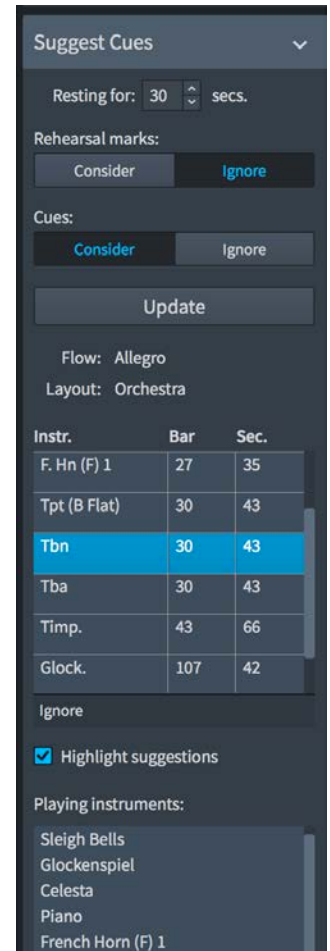 Suggest Cues
Resting for: 30 secs.
Rehearsal marks:
Consider Ignore
Cues:
Consider Ignore
Update
Flow: Allegro
Layout: Orchestra
Instr. Bar Sec.
F. Hn (F) 1 27 35
Tpt (B Flat) 30 43
Tbn 30 43
Tba 30 43
Timp. 43 66
Glock. 107 42
Ignore
Highlight suggestions
Playing instruments:
Sleigh Bells
Glockenspiel
Celesta
Piano
French Horn (F) 1